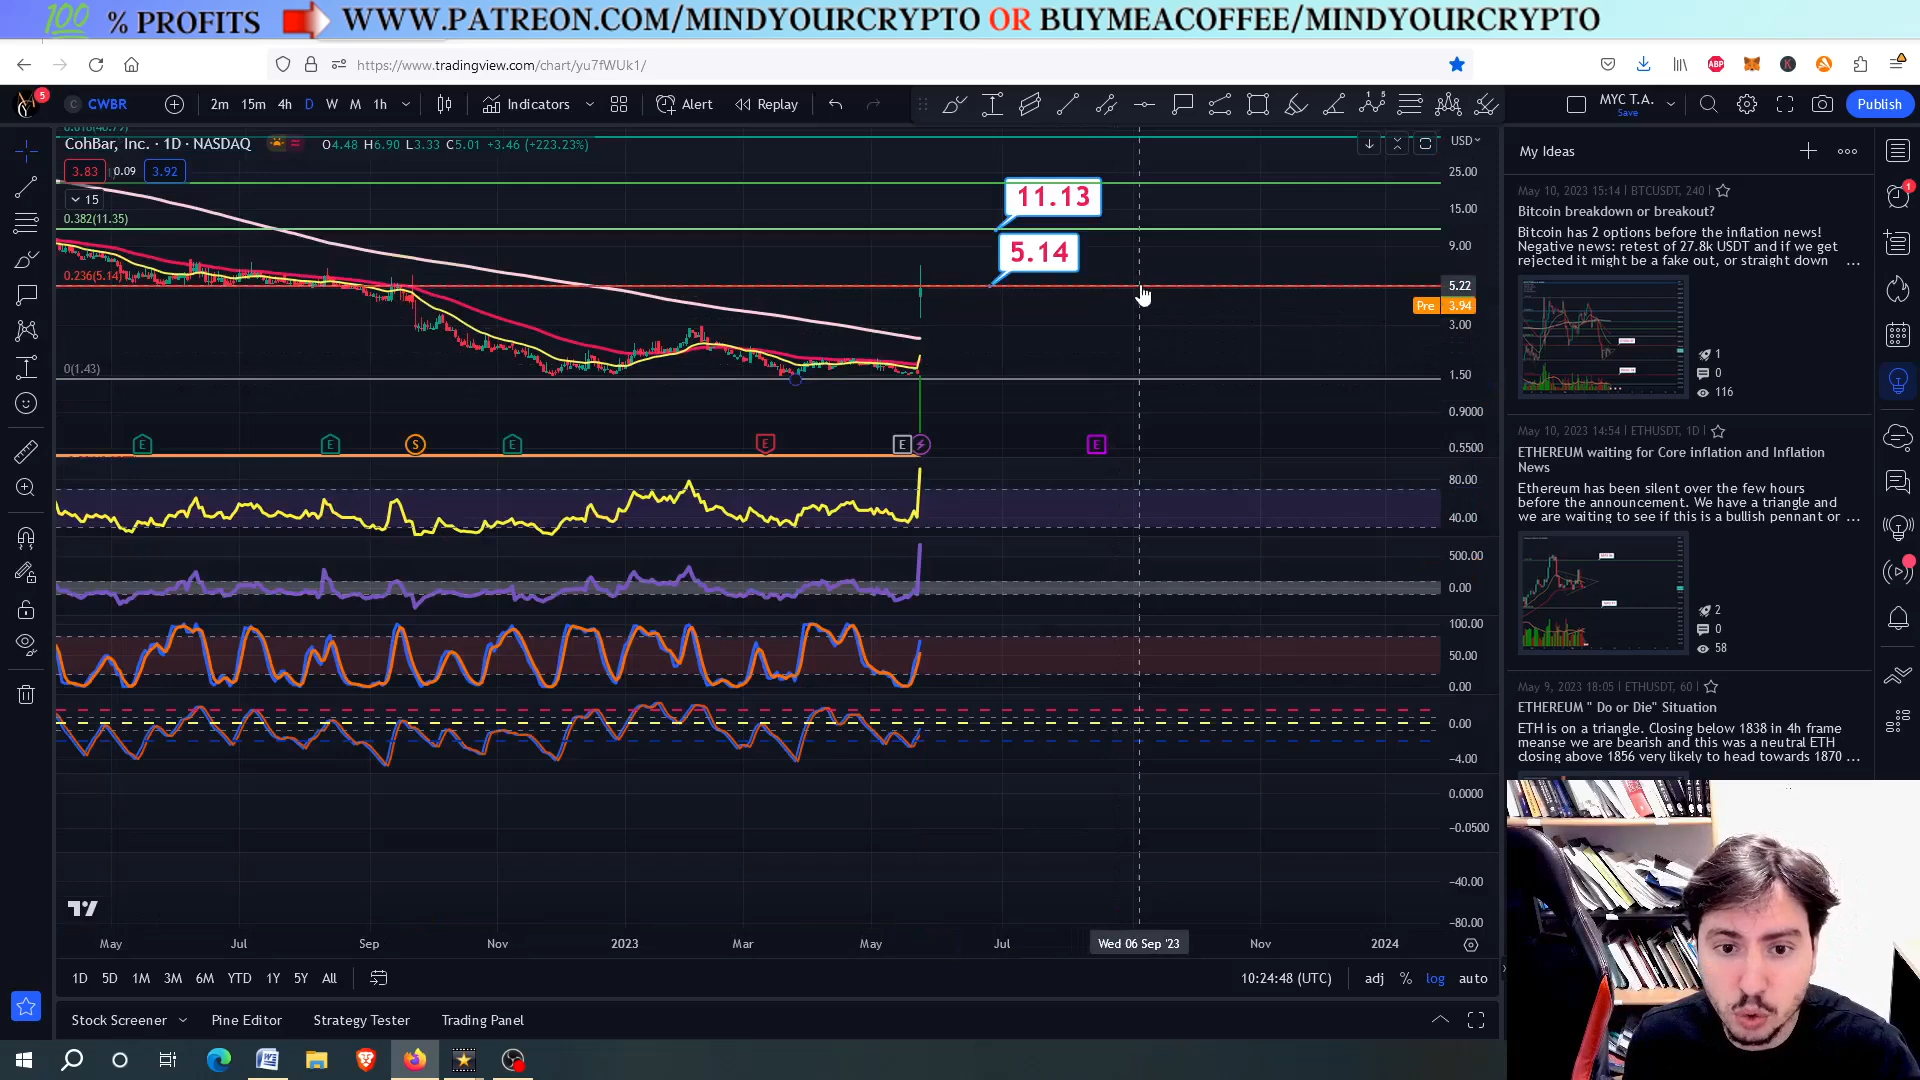 💯 % PROFITS WWW.PATREON.COM/MINDYOURCRYPTO OR BUYMEACOFFEE/MINDYOURCRYPTO
https://www.tradingview.com/chart/yu7fWUk1/
ABP
5 CWBR 2m 15m 4h D W M 1h Indicators Alert Replay MYC T.A. Save Publish
0.618(46.79)
CohBar, Inc. · 1D · NASDAQ O4.48 H6.90 L3.33 C5.01 +3.46 (+223.23%)
3.83 0.09 3.92
15
0.382(11.35)
0.236(5.14)
0(1.43)
11.13
5.14
E E S E E E E
USD
25.00
15.00
9.00
5.22
Pre 3.94
3.00
1.50
0.9000
0.5500
80.00
40.00
500.00
0.00
100.00
50.00
0.00
0.00
−4.00
0.0000
−0.0500
−40.00
−80.00
May Jul Sep Nov 2023 Mar May Jul Wed 06 Sep '23 Nov 2024
1D 5D 1M 3M 6M YTD 1Y 5Y All 10:24:48 (UTC) adj % log auto
Stock Screener Pine Editor Strategy Tester Trading Panel
My Ideas
May 10, 2023 15:14 | BTCUSDT, 240
Bitcoin breakdown or breakout?
Bitcoin has 2 options before the inflation news!
Negative news: retest of 27.8k USDT and if we get
rejected it might be a fake out, or straight down ...
1
0
116
May 10, 2023 14:54 | ETHUSDT, 1D
ETHEREUM waiting for Core inflation and Inflation
News
Ethereum has been silent over the few hours
before the announcement. We have a triangle and
we are waiting to see if this is a bullish pennant or ...
2
0
58
May 9, 2023 18:05 | ETHUSDT, 60
ETHEREUM " Do or Die" Situation
ETH is on a triangle. Closing below 1838 in 4h frame
meanse we are bearish and this was a neutral ETH
closing above 1856 very likely to head towards 1870 ...
1